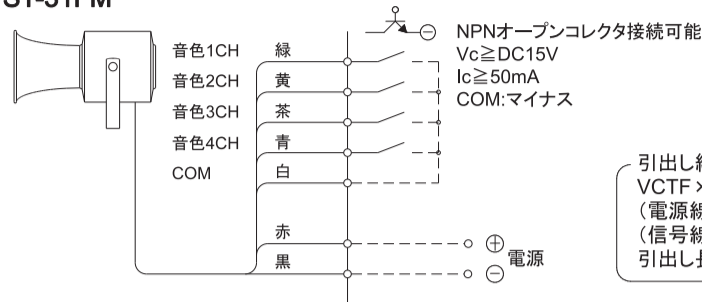 音色1CH 緑
音色2CH 黄
音色3CH 茶
音色4CH 青
COM 白
赤
黒
⊕
⊖
電源
⊖ NPNオープンコレクタ接続可能
Vc≧DC15V
Ic≧50mA
COM:マイナス
引出し
VCTF×
(電源線
(信号線
引出し